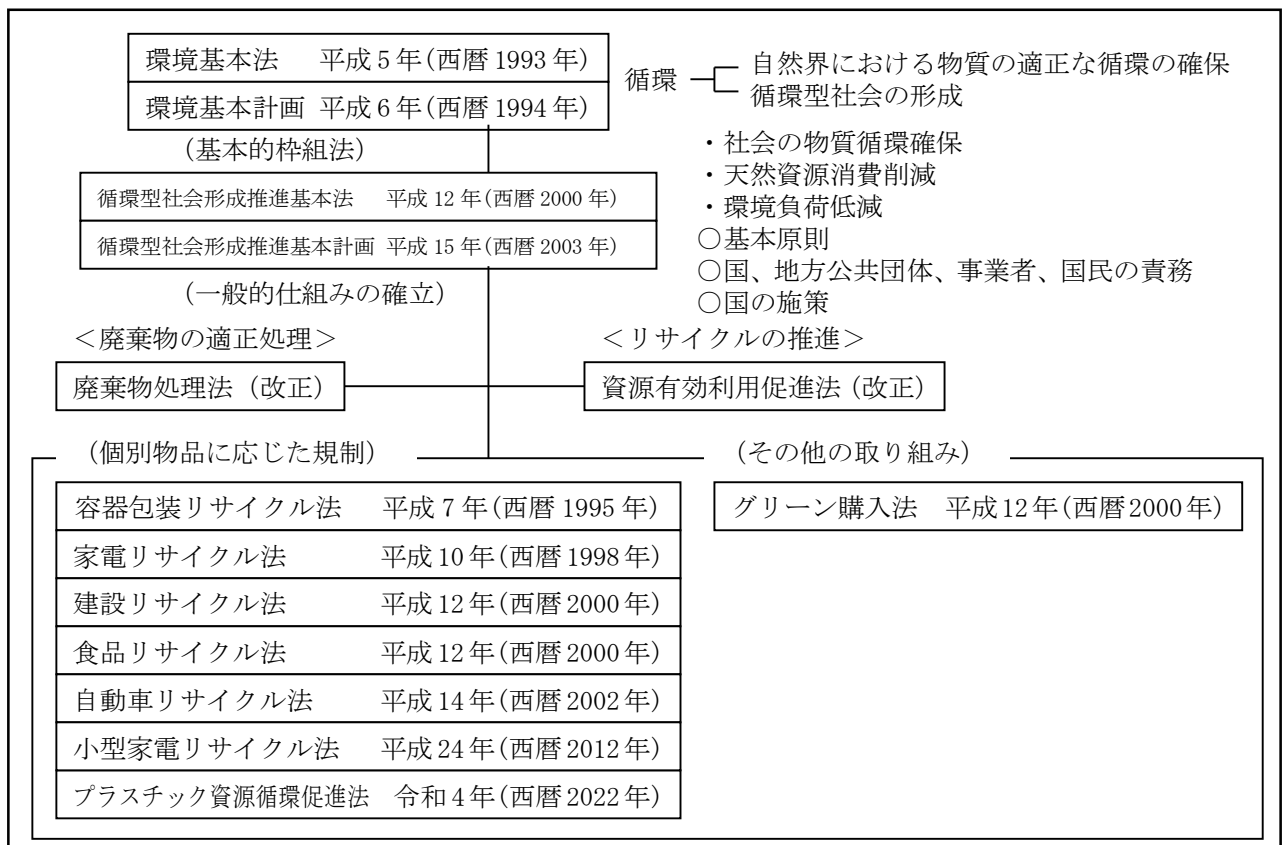 環境基本法 平成5年(西暦1993年)
環境基本計画 平成6年(西暦1994年)
循環
自然界における物質の適正な循環の確保
循環型社会の形成
(基本的枠組法)
・社会の物質循環確保
・天然資源消費削減
・環境負荷低減
○基本原則
○国、地方公共団体、事業者、国民の責務
○国の施策
循環型社会形成推進基本法 平成12年(西暦2000年)
循環型社会形成推進基本計画 平成15年(西暦2003年)
(一般的仕組みの確立)
<廃棄物の適正処理>
<リサイクルの推進>
廃棄物処理法(改正)
資源有効利用促進法(改正)
(個別物品に応じた規制)
(その他の取り組み)
容器包装リサイクル法 平成7年(西暦1995年)
グリーン購入法 平成12年(西暦2000年)
家電リサイクル法 平成10年(西暦1998年)
建設リサイクル法 平成12年(西暦2000年)
食品リサイクル法 平成12年(西暦2000年)
自動車リサイクル法 平成14年(西暦2002年)
小型家電リサイクル法 平成24年(西暦2012年)
プラスチック資源循環促進法 令和4年(西暦2022年)